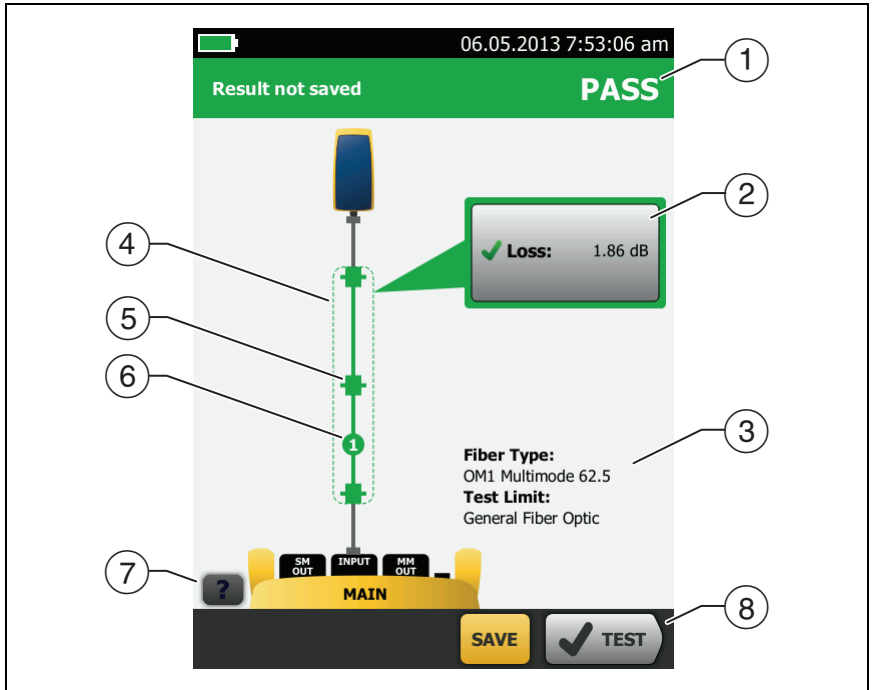 06.05.2013 7:53:06 am
1
Result not saved
PASS
2
Loss: 1.86 dB
4
5
6
1
3
Fiber Type:
OM1 Multimode 62.5
Test Limit:
General Fiber Optic
7
?
SM OUT
INPUT
MM OUT
MAIN
8
SAVE
TEST